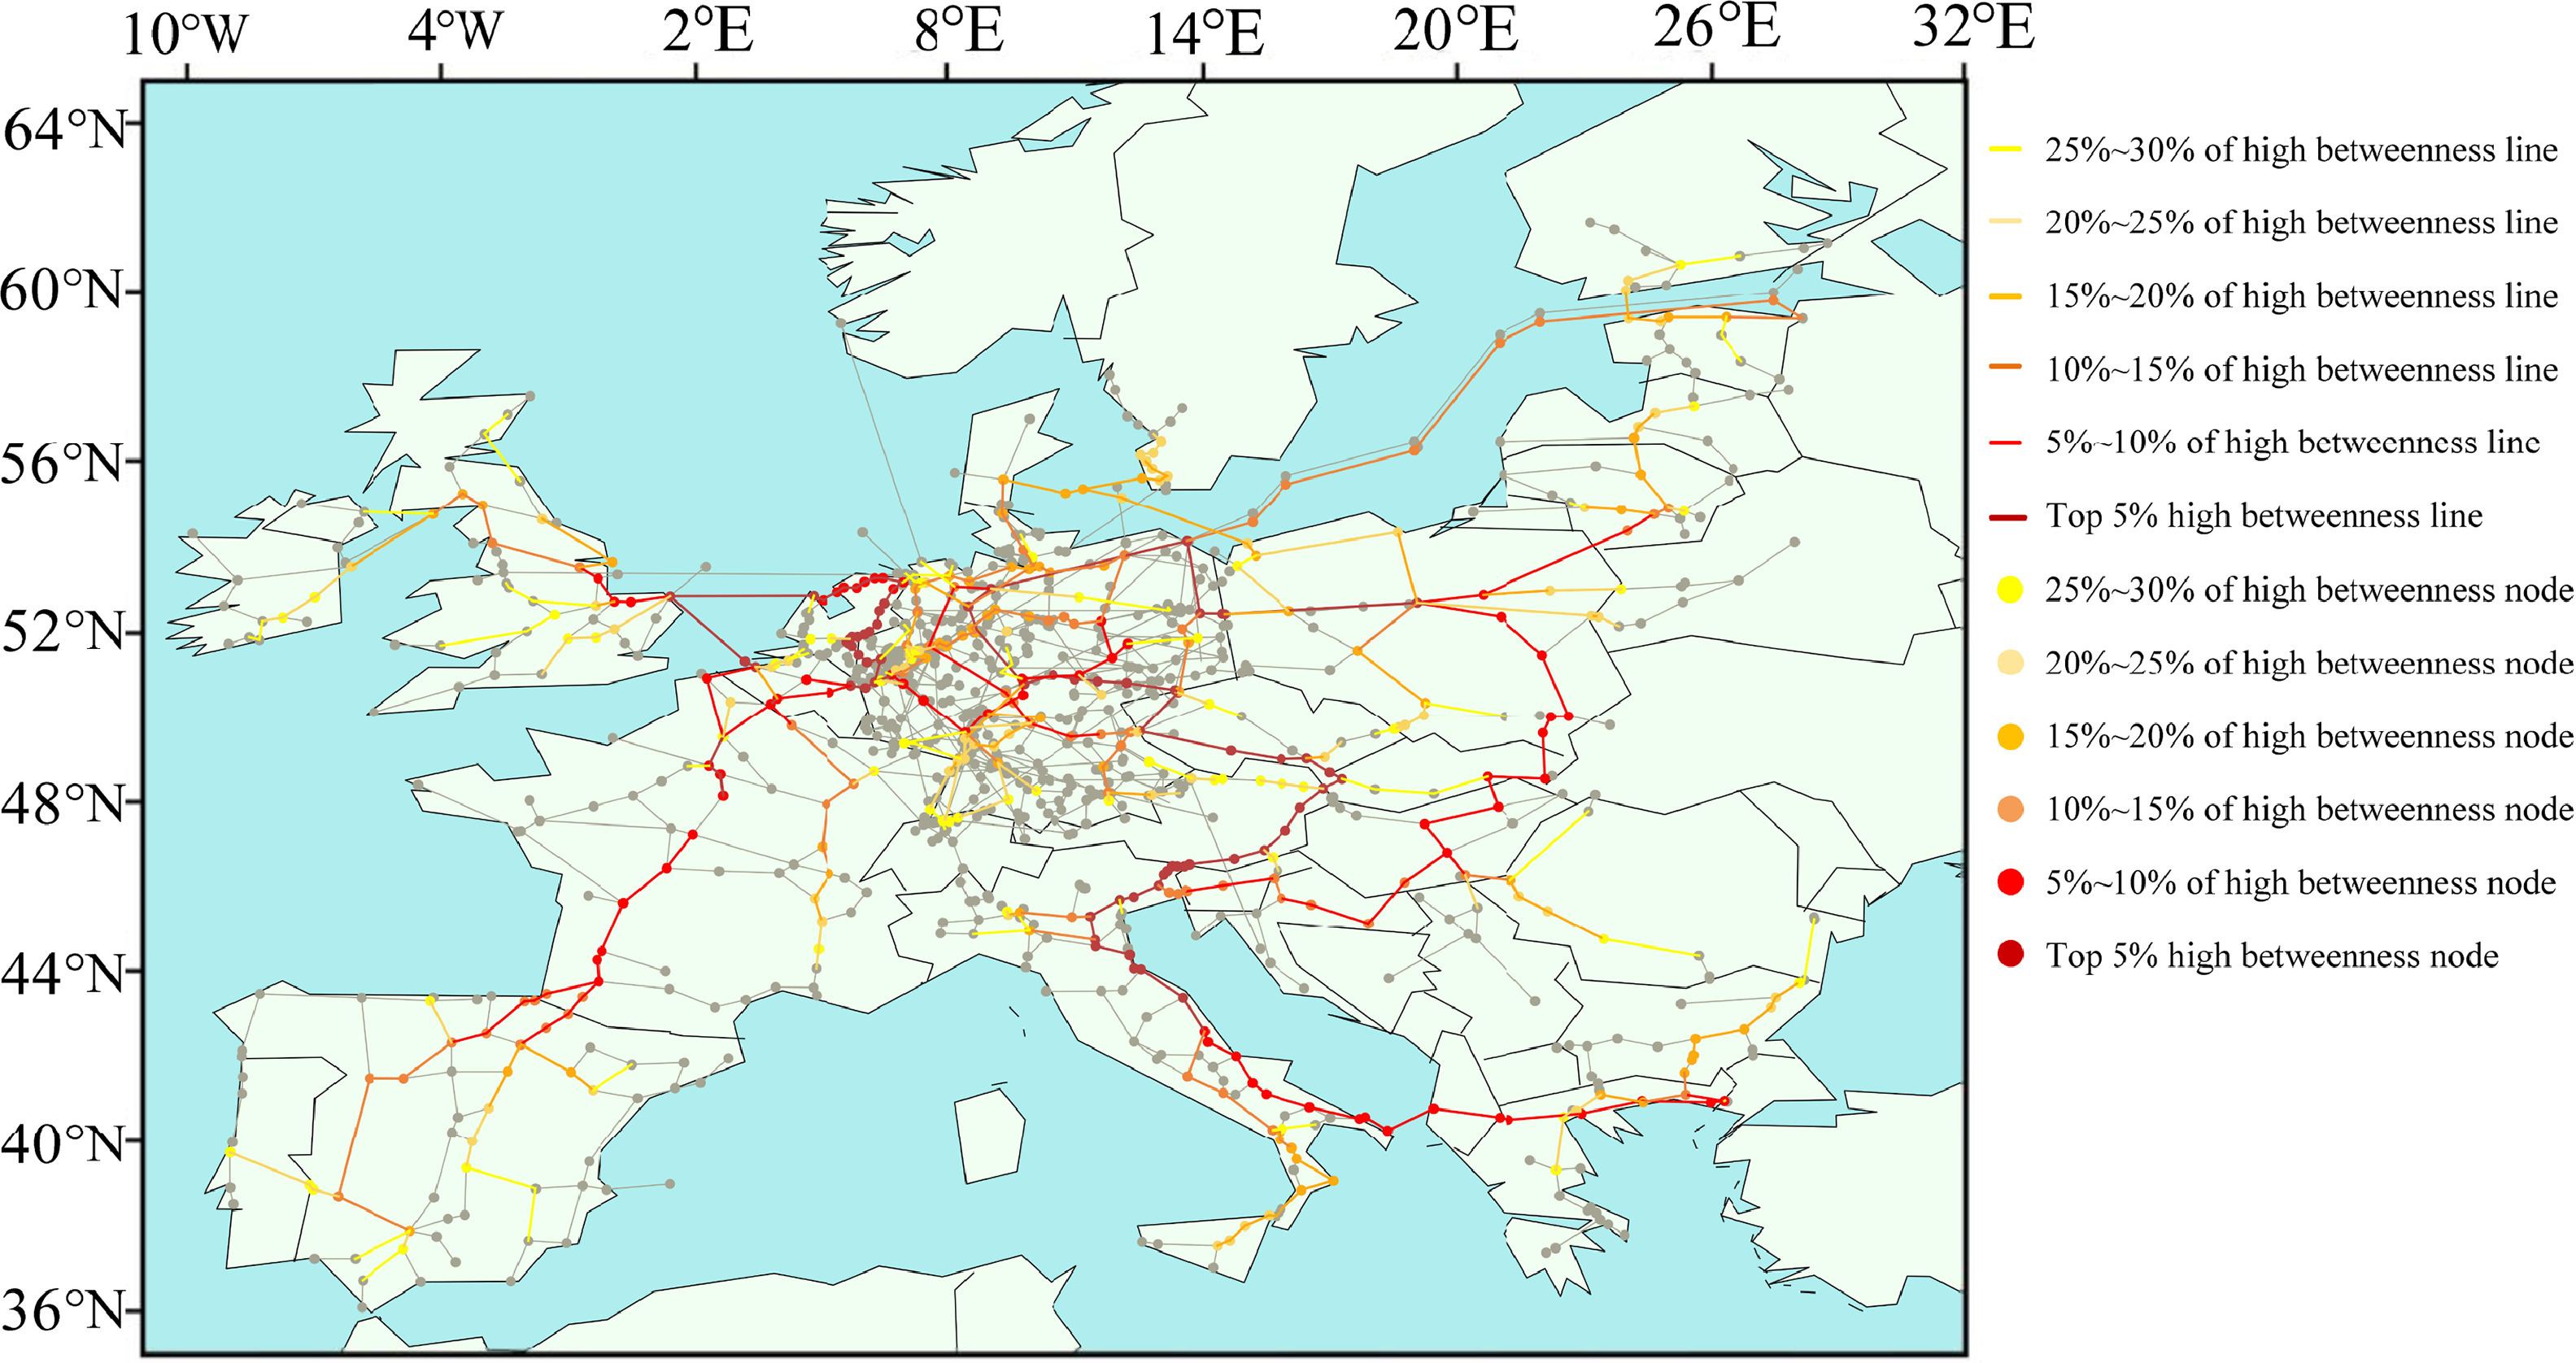 10°W 4°W 2°E 8°E 14°E 20°E 26°E 32°E
64°N
60°N
56°N
52°N
48°N
44°N
40°N
36°N
25%~30% of high betweenness line
20%~25% of high betweenness line
15%~20% of high betweenness line
10%~15% of high betweenness line
5%~10% of high betweenness line
Top 5% high betweenness line
25%~30% of high betweenness node
20%~25% of high betweenness node
15%~20% of high betweenness node
10%~15% of high betweenness node
5%~10% of high betweenness node
Top 5% high betweenness node